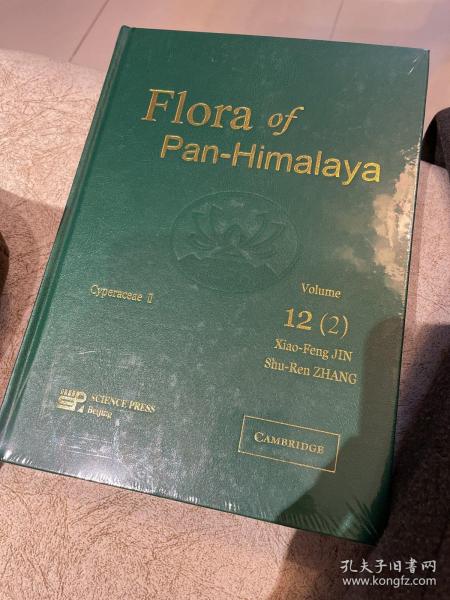 Flora of
Pan-Himalaya
Cyperaceae Ⅱ
Volume
12 (2)
Xiao-Feng JIN
Shu-Ren ZHANG
SCIENCE PRESS
Beijing
CAMBRIDGE
孔夫子旧书网
www.kongfz.com